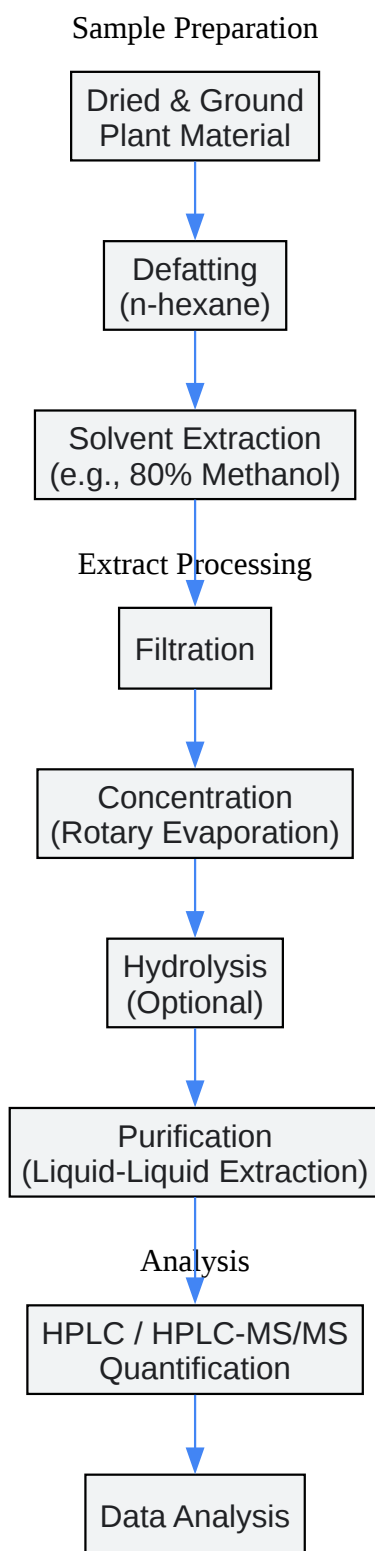 Sample Preparation
Dried & Ground
Plant Material
Defatting
(n-hexane)
Solvent Extraction
(e.g., 80% Methanol)
Extract Processing
Filtration
Concentration
(Rotary Evaporation)
Hydrolysis
(Optional)
Purification
(Liquid-Liquid Extraction)
Analysis
HPLC / HPLC-MS/MS
Quantification
Data Analysis